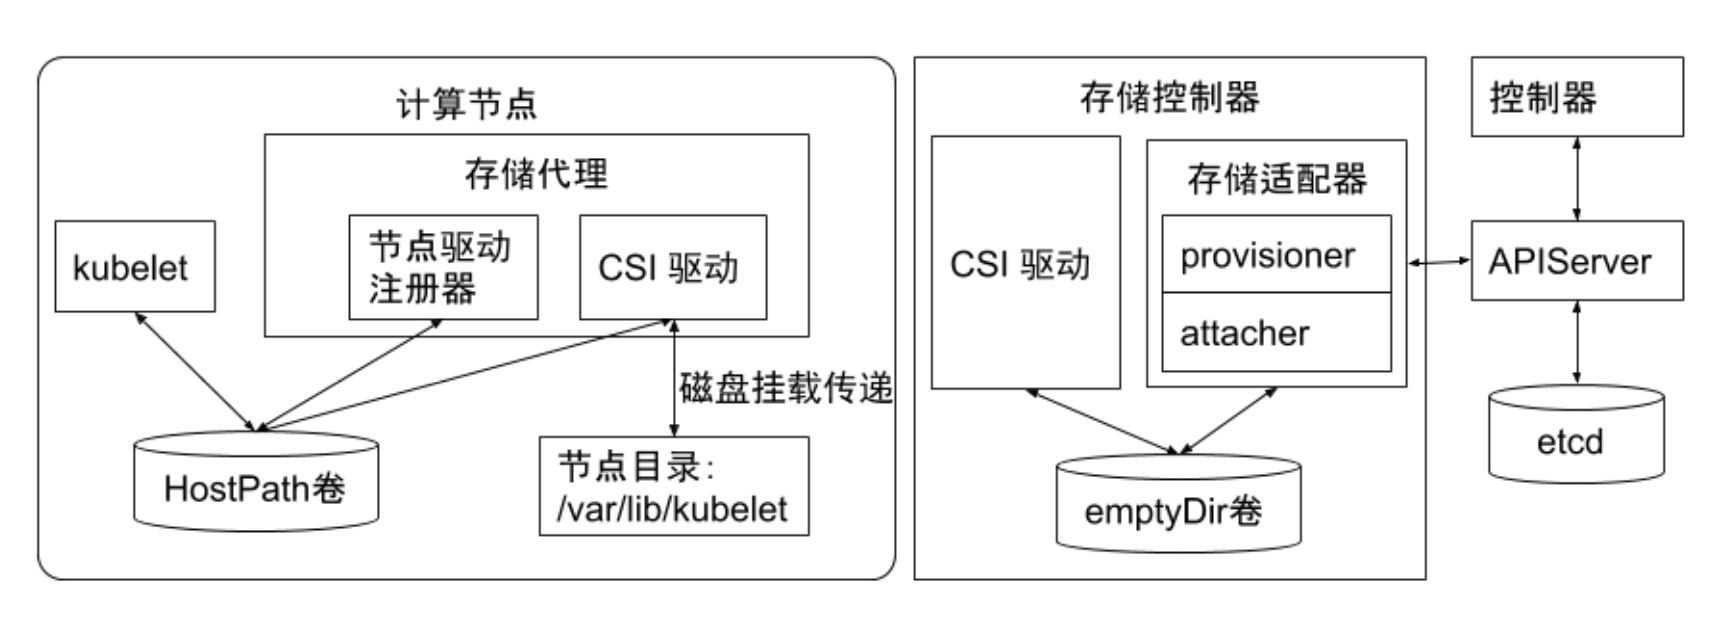 计算节点
存储代理
kubelet
节点驱动
注册器
CSI 驱动
磁盘挂载传递
HostPath卷
节点目录：
/var/lib/kubelet
存储控制器
CSI 驱动
存储适配器
provisioner
attacher
emptyDir卷
控制器
APIServer
etcd